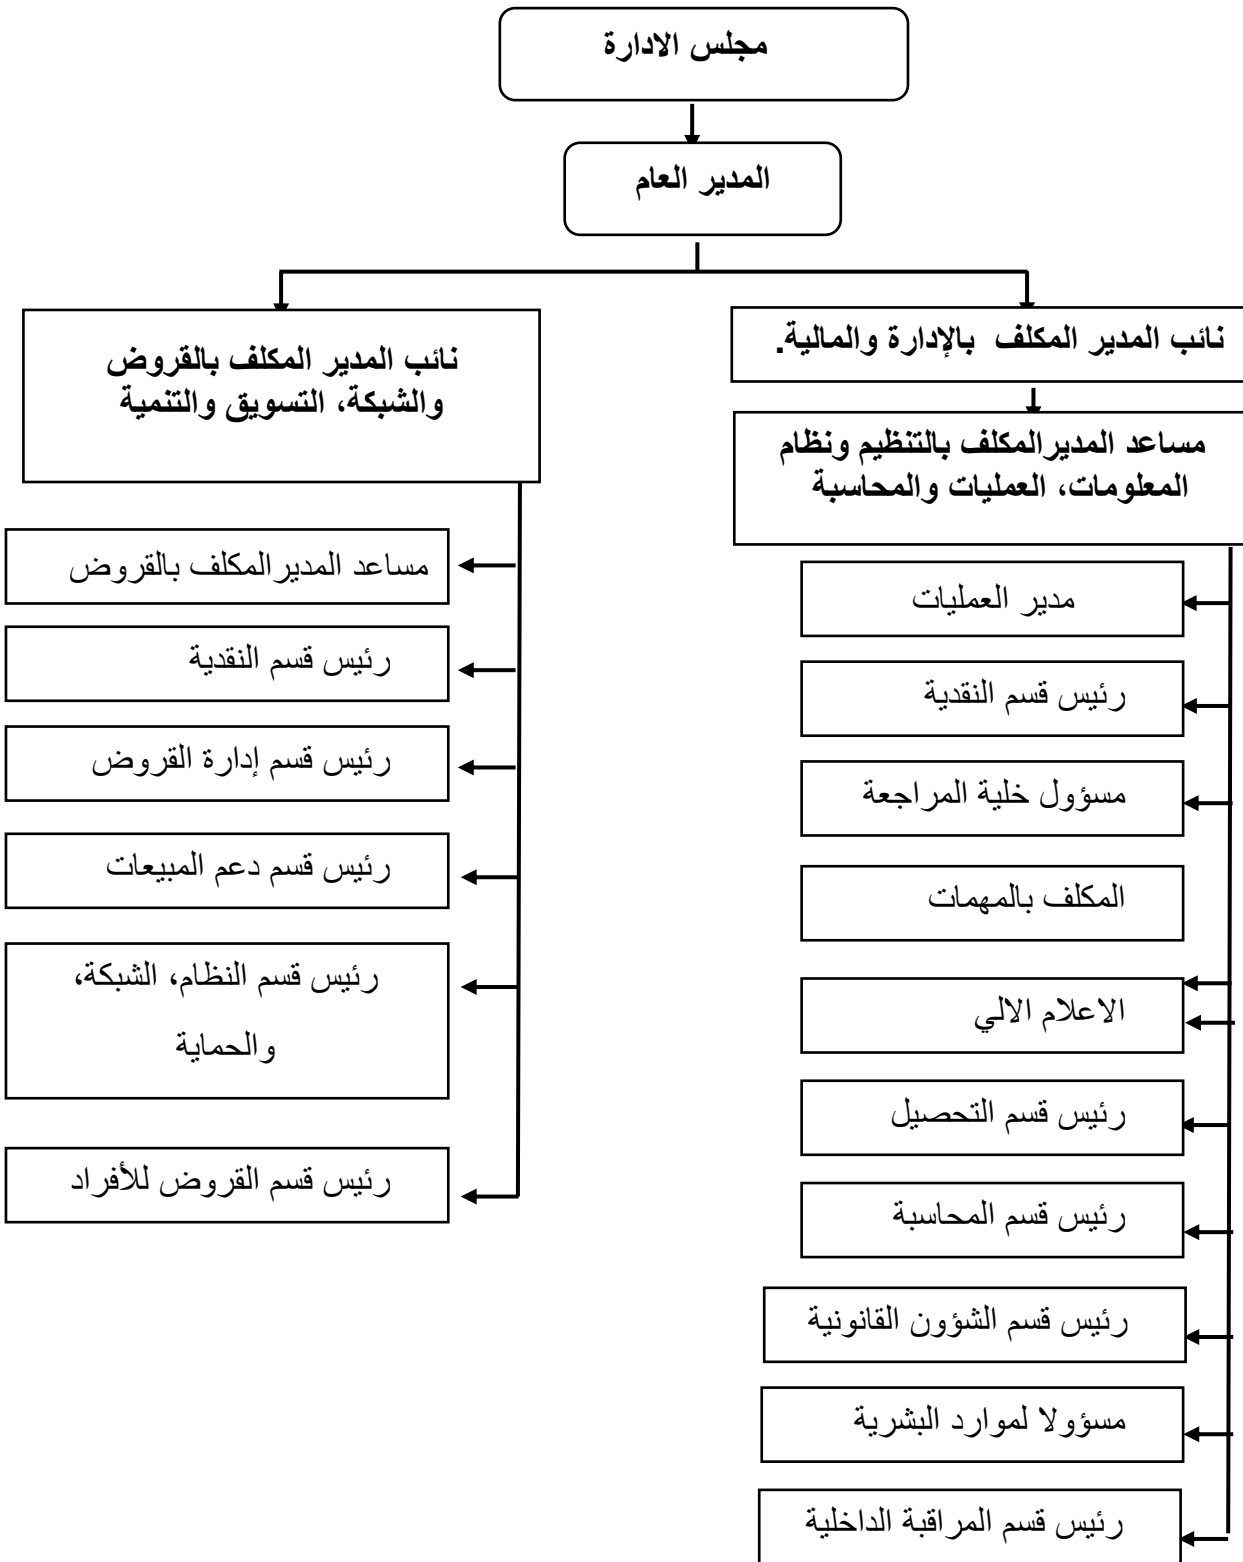 مجلس الادارة
المدير العام
نائب المدير المكلف بالإدارة والمالية.
مساعد المديرالمكلف بالتنظيم ونظام
المعلومات، العمليات والمحاسبة
مدير العمليات
رئيس قسم النقدية
مسؤول خلية المراجعة
المكلف بالمهمات
الاعلام الالي
رئيس قسم التحصيل
رئيس قسم المحاسبة
رئيس قسم الشؤون القانونية
مسؤولا لموارد البشرية
رئيس قسم المراقبة الداخلية
نائب المدير المكلف بالقروض
والشبكة، التسويق والتنمية
مساعد المديرالمكلف بالقروض
رئيس قسم النقدية
رئيس قسم إدارة القروض
رئيس قسم دعم المبيعات
رئيس قسم النظام، الشبكة،
والحماية
رئيس قسم القروض للأفراد